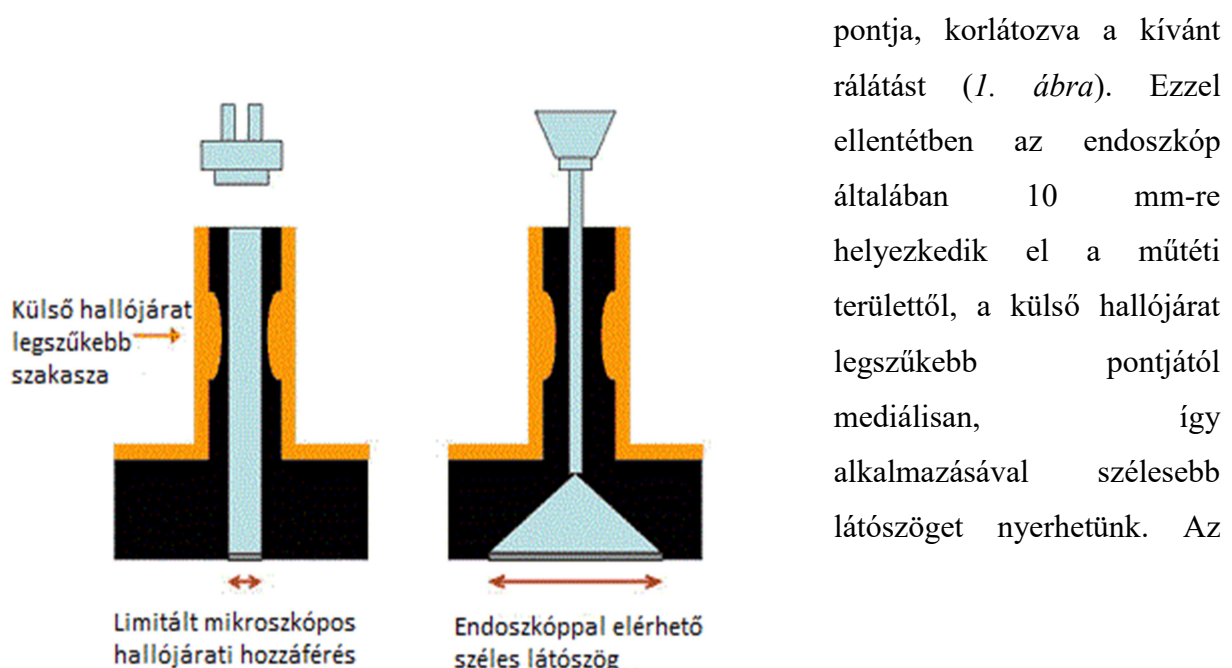 Külső hallójárat
legszűkebb
szakasza
Limitált mikroszkópos
hallójárati hozzáférés
Endoszkóppal elérhető
széles látószög
pontja, korlátozva a kívánt
rálátást (1. ábra). Ezzel
ellentétben az endoszkóp
általában 10 mm-re
helyezkedik el a műtéti
területtől, a külső hallójárat
legszűkebb pontjától
mediálisan, így
alkalmazásával szélesebb
látószöget nyerhetünk. Az